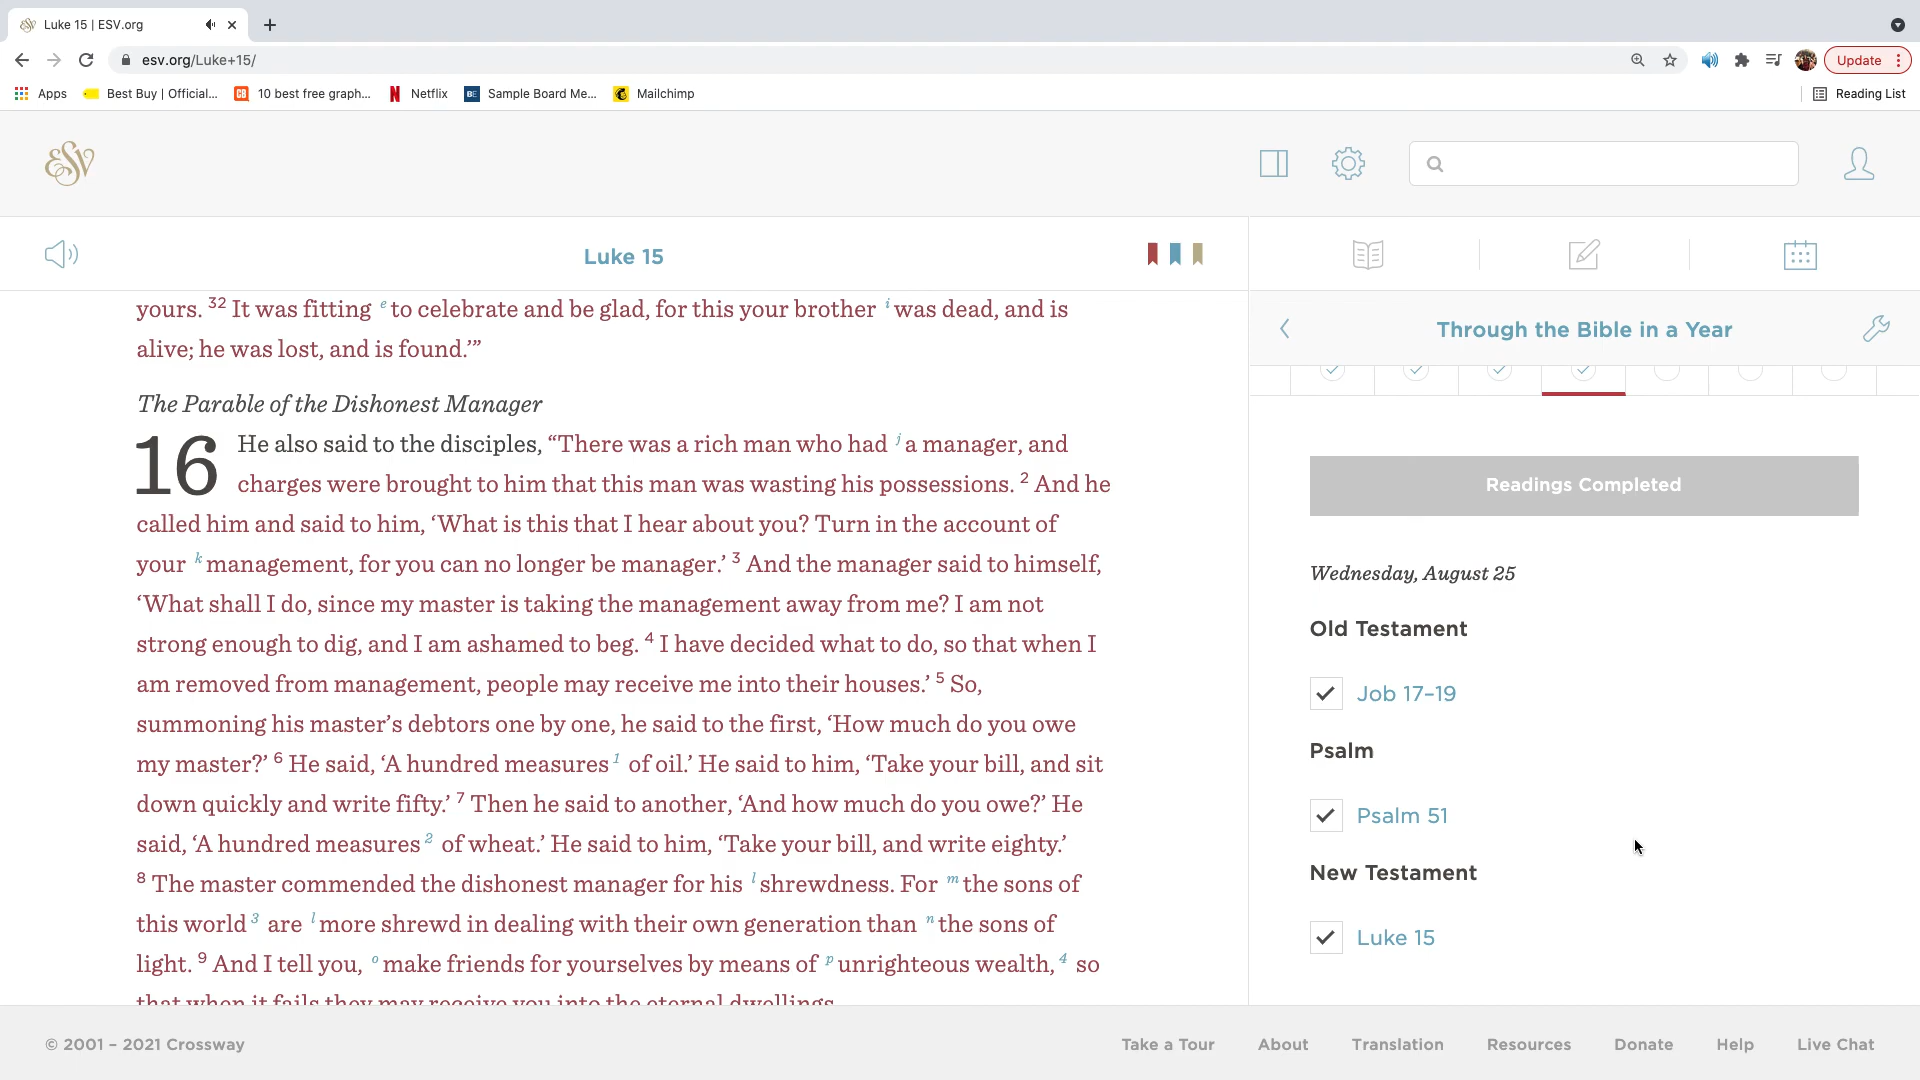 Luke 15 | ESV.org
esv.org/Luke+15/
Update
Apps
Best Buy | Official...
10 best free graph...
Netflix
Sample Board Me...
Mailchimp
Reading List
ESV
Luke 15
yours. 32 It was fitting e to celebrate and be glad, for this your brother i was dead, and is
alive; he was lost, and is found.’”
The Parable of the Dishonest Manager
16 He also said to the disciples, “There was a rich man who had j a manager, and
charges were brought to him that this man was wasting his possessions. 2 And he
called him and said to him, ‘What is this that I hear about you? Turn in the account of
your k management, for you can no longer be manager.’ 3 And the manager said to himself,
‘What shall I do, since my master is taking the management away from me? I am not
strong enough to dig, and I am ashamed to beg. 4 I have decided what to do, so that when I
am removed from management, people may receive me into their houses.’ 5 So,
summoning his master’s debtors one by one, he said to the first, ‘How much do you owe
my master?’ 6 He said, ‘A hundred measures 1 of oil.’ He said to him, ‘Take your bill, and sit
down quickly and write fifty.’ 7 Then he said to another, ‘And how much do you owe?’ He
said, ‘A hundred measures 2 of wheat.’ He said to him, ‘Take your bill, and write eighty.’
8 The master commended the dishonest manager for his l shrewdness. For m the sons of
this world 3 are l more shrewd in dealing with their own generation than n the sons of
light. 9 And I tell you, o make friends for yourselves by means of p unrighteous wealth, 4 so
that when it fails they may receive you into the eternal dwellings.
Through the Bible in a Year
Readings Completed
Wednesday, August 25
Old Testament
Job 17–19
Psalm
Psalm 51
New Testament
Luke 15
© 2001 – 2021 Crossway
Take a Tour
About
Translation
Resources
Donate
Help
Live Chat